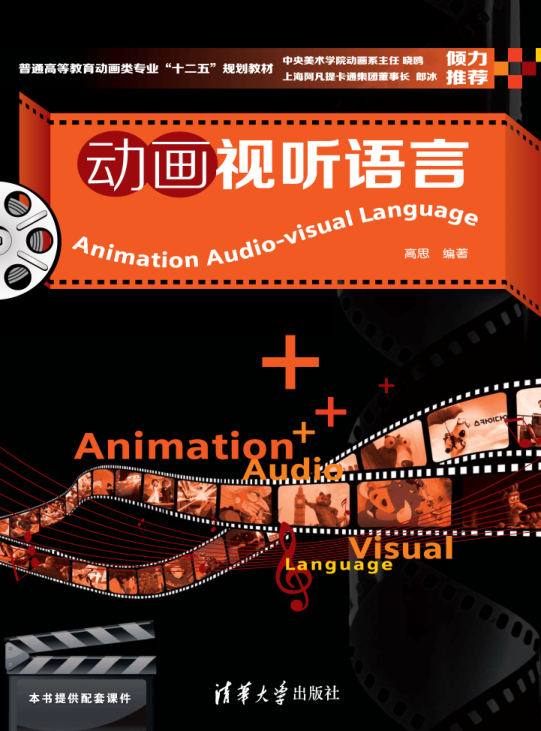 普通高等教育动画类专业“十二五”规划教材
中央美术学院动画系主任 晓鸥
上海阿凡提卡通集团董事长 郎冰
倾力
推荐
动画视听语言
Animation Audio-visual Language
高思 编著
Animation
Audio
Visual
Language
本书提供配套课件
清华大学出版社